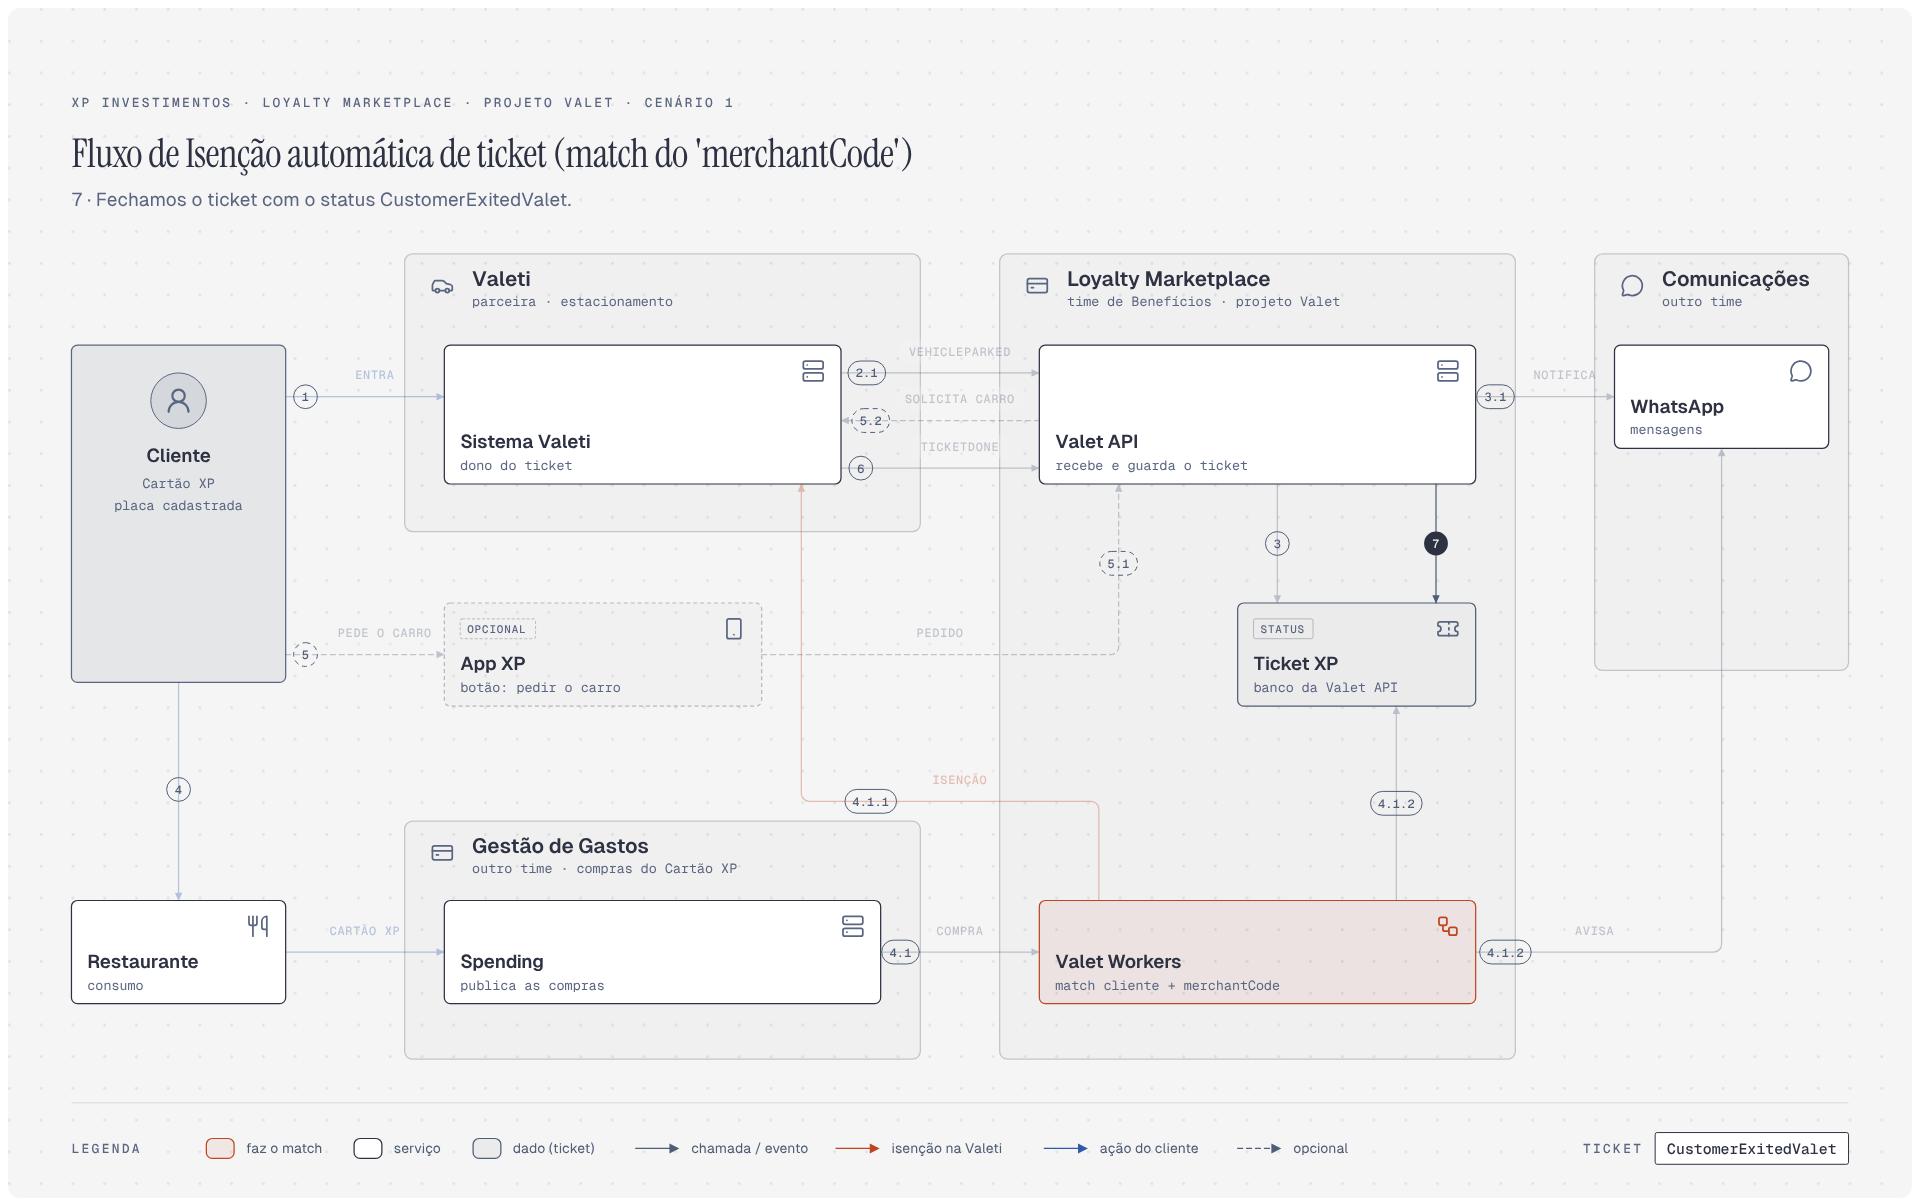 XP INVESTIMENTOS · LOYALTY MARKETPLACE · PROJETO VALET · CENÁRIO 1
Fluxo de Isenção automática de ticket (match do 'merchantCode')
7 · Fechamos o ticket com o status CustomerExitedValet.
Valeti
parceira · estacionamento
Loyalty Marketplace
time de Benefícios · projeto Valet
Comunicações
outro time
Cliente
Cartão XP
placa cadastrada
1
ENTRA
Sistema Valeti
dono do ticket
2.1
VEHICLEPARKED
5.2
SOLICITA CARRO
6
TICKETDONE
Valet API
recebe e guarda o ticket
3.1
NOTIFICA
WhatsApp
mensagens
5.1
3
7
5
PEDE O CARRO
OPCIONAL
App XP
botão: pedir o carro
PEDIDO
STATUS
Ticket XP
banco da Valet API
4
ISENÇÃO
4.1.1
4.1.2
Gestão de Gastos
outro time · compras do Cartão XP
Restaurante
consumo
CARTÃO XP
Spending
publica as compras
4.1
COMPRA
Valet Workers
match cliente + merchantCode
4.1.2
AVISA
LEGENDA
faz o match
serviço
dado (ticket)
chamada / evento
isenção na Valeti
ação do cliente
opcional
TICKET
CustomerExitedValet